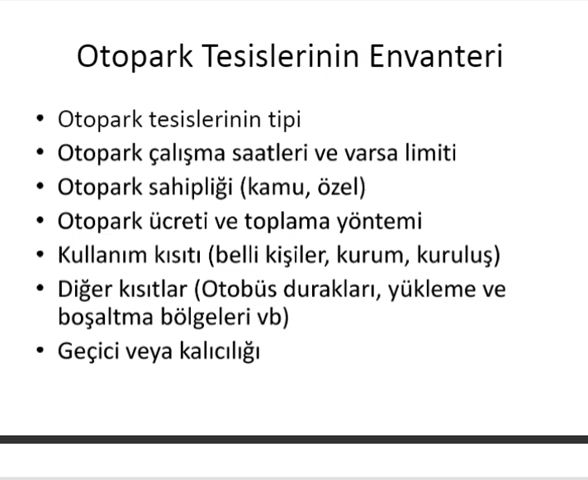 Otopark Tesislerinin Envanteri
• Otopark tesislerinin tipi
• Otopark çalışma saatleri ve varsa limiti
• Otopark sahipliği (kamu, özel)
• Otopark ücreti ve toplama yöntemi
• Kullanım kısıtı (belli kişiler, kurum, kuruluş)
• Diğer kısıtlar (Otobüs durakları, yükleme ve
boşaltma bölgeleri vb)
• Geçici veya kalıcılığı